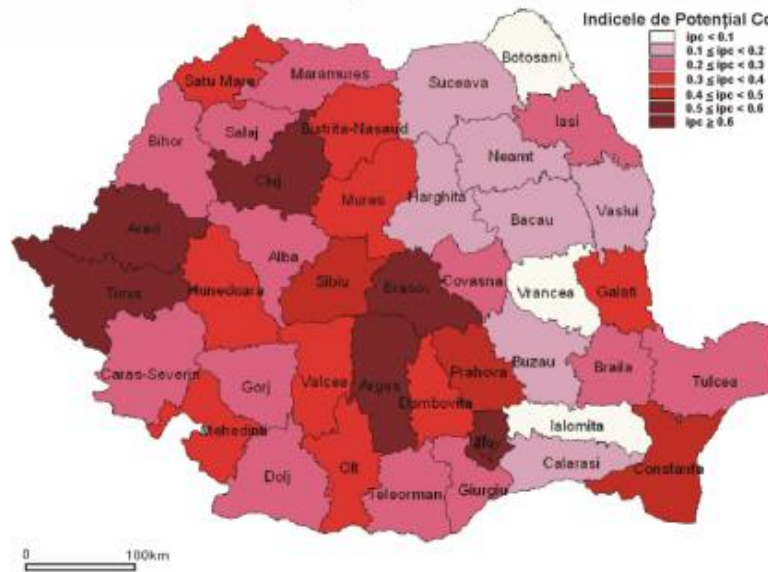 Indicele de Potenţial Co
ipc < 0.1
0.1 ≤ ipc < 0.2
0.2 ≤ ipc < 0.3
0.3 ≤ ipc < 0.4
0.4 ≤ ipc < 0.5
0.5 ≤ ipc < 0.6
ipc ≥ 0.6
Botosani
Satu Mare
Maramures
Suceava
Salaj
Bistrita-Nasaud
Iasi
Bihor
Neamt
Cluj
Mures
Harghita
Vaslui
Bacau
Arad
Alba
Hunedoara
Sibiu
Brasov
Covasna
Vrancea
Galati
Timis
Caras-Severin
Gorj
Valcea
Arges
Prahova
Buzau
Braila
Tulcea
Dambovita
Mehedinti
Ilfov
Ialomita
Dolj
Olt
Teleorman
Giurgiu
Calarasi
Constanta
0 100km